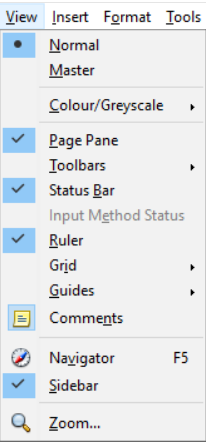 View Insert Format Tools
Normal
Master
Colour/Greyscale
Page Pane
Toolbars
Status Bar
Input Method Status
Ruler
Grid
Guides
Comments
Navigator F5
Sidebar
Zoom...